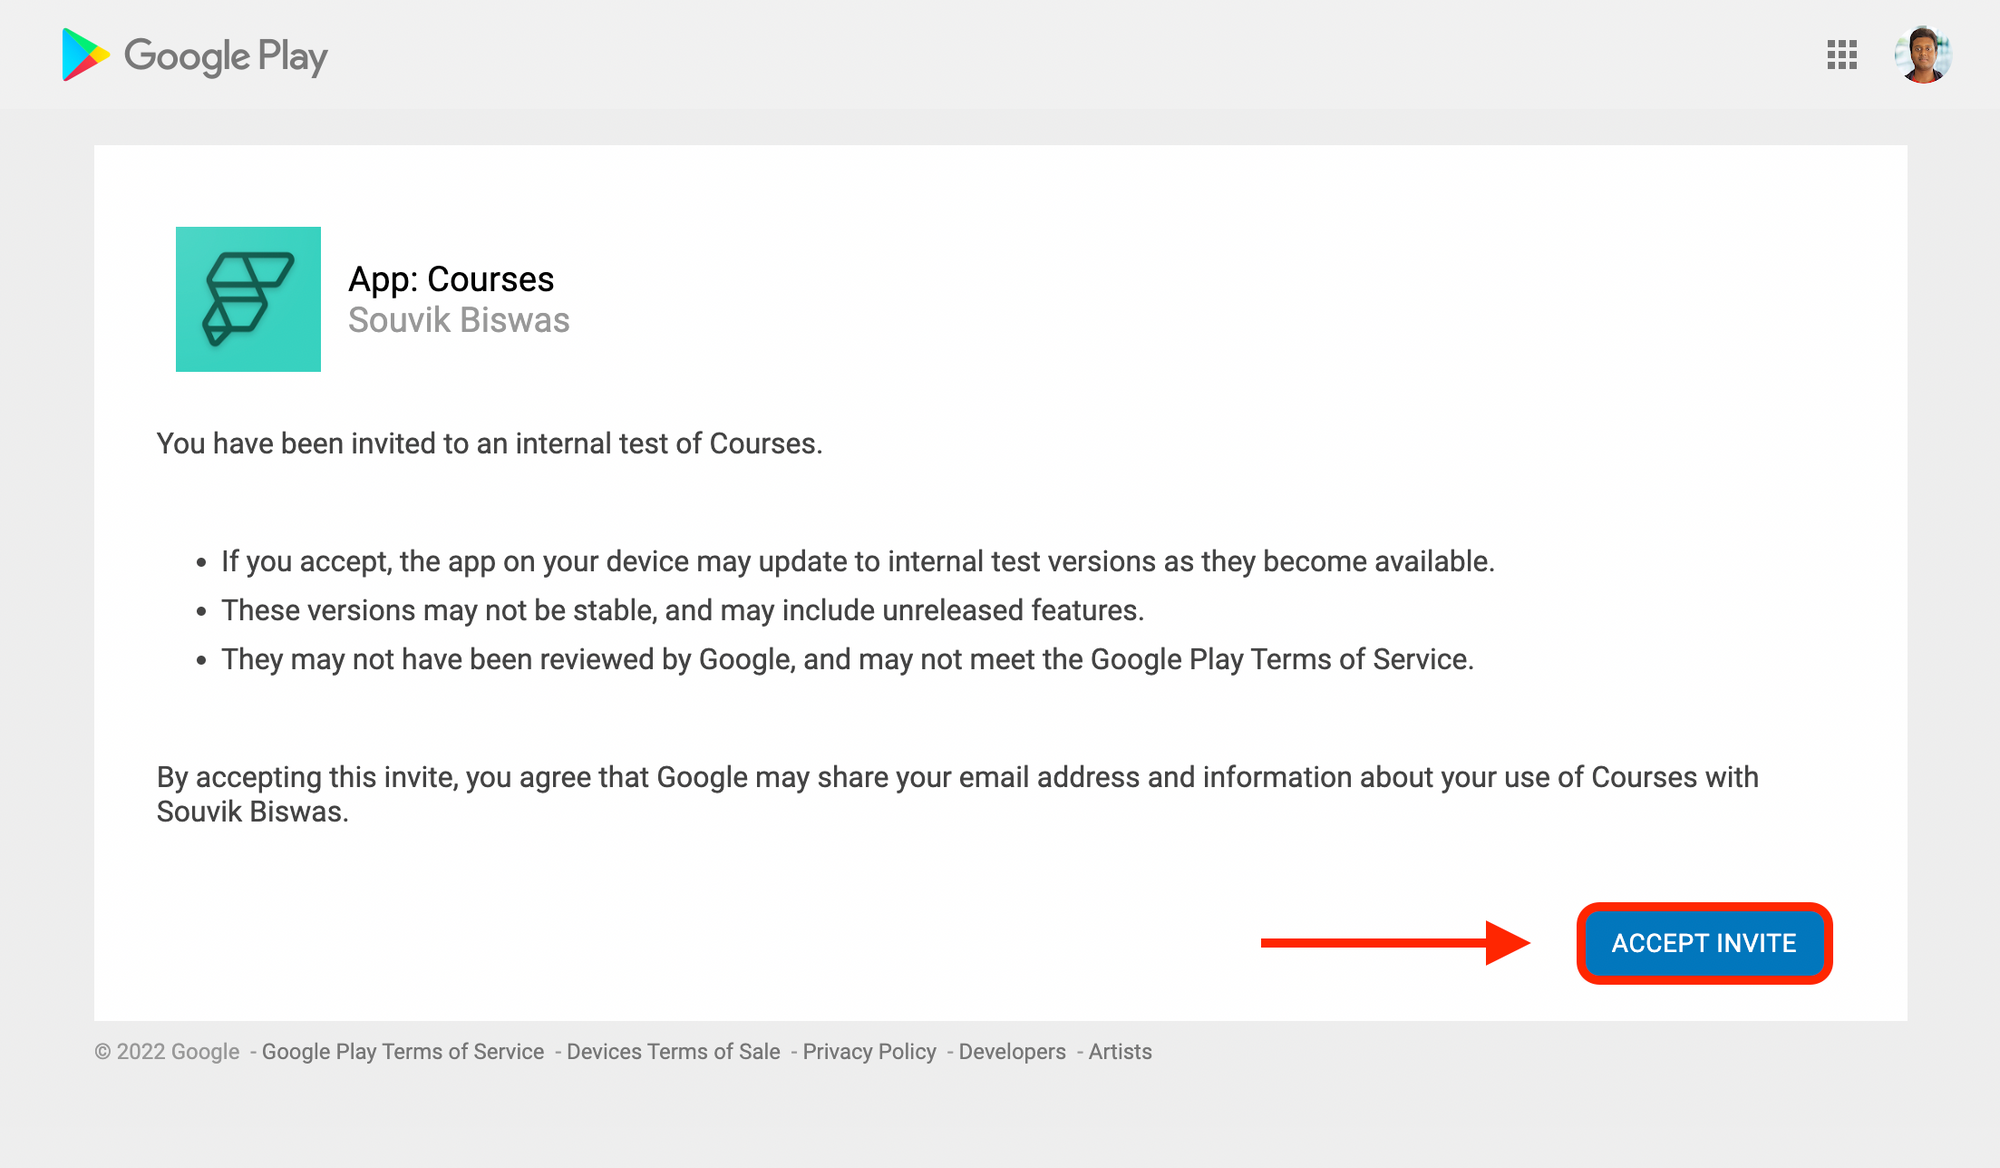 Google Play
App: Courses
Souvik Biswas
You have been invited to an internal test of Courses.
• If you accept, the app on your device may update to internal test versions as they become available.
• These versions may not be stable, and may include unreleased features.
• They may not have been reviewed by Google, and may not meet the Google Play Terms of Service.
By accepting this invite, you agree that Google may share your email address and information about your use of Courses with
Souvik Biswas.
ACCEPT INVITE
© 2022 Google - Google Play Terms of Service - Devices Terms of Sale - Privacy Policy - Developers - Artists